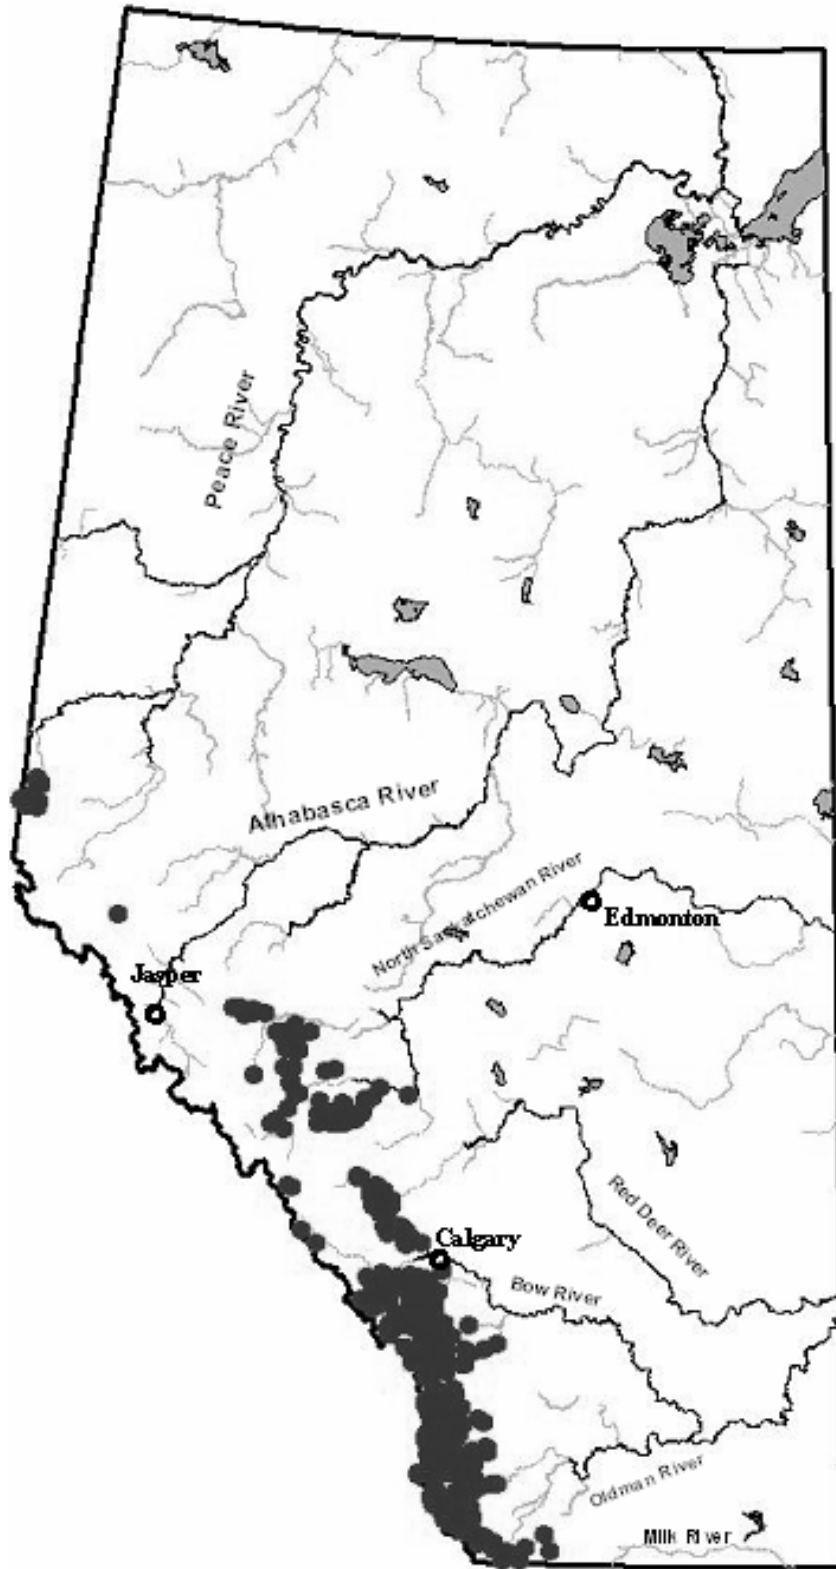 Peace River
Athabasca River
North Saskatchewan River
Edmonton
Jasper
Red Deer River
Calgary
Bow River
Oldman River
Milk River